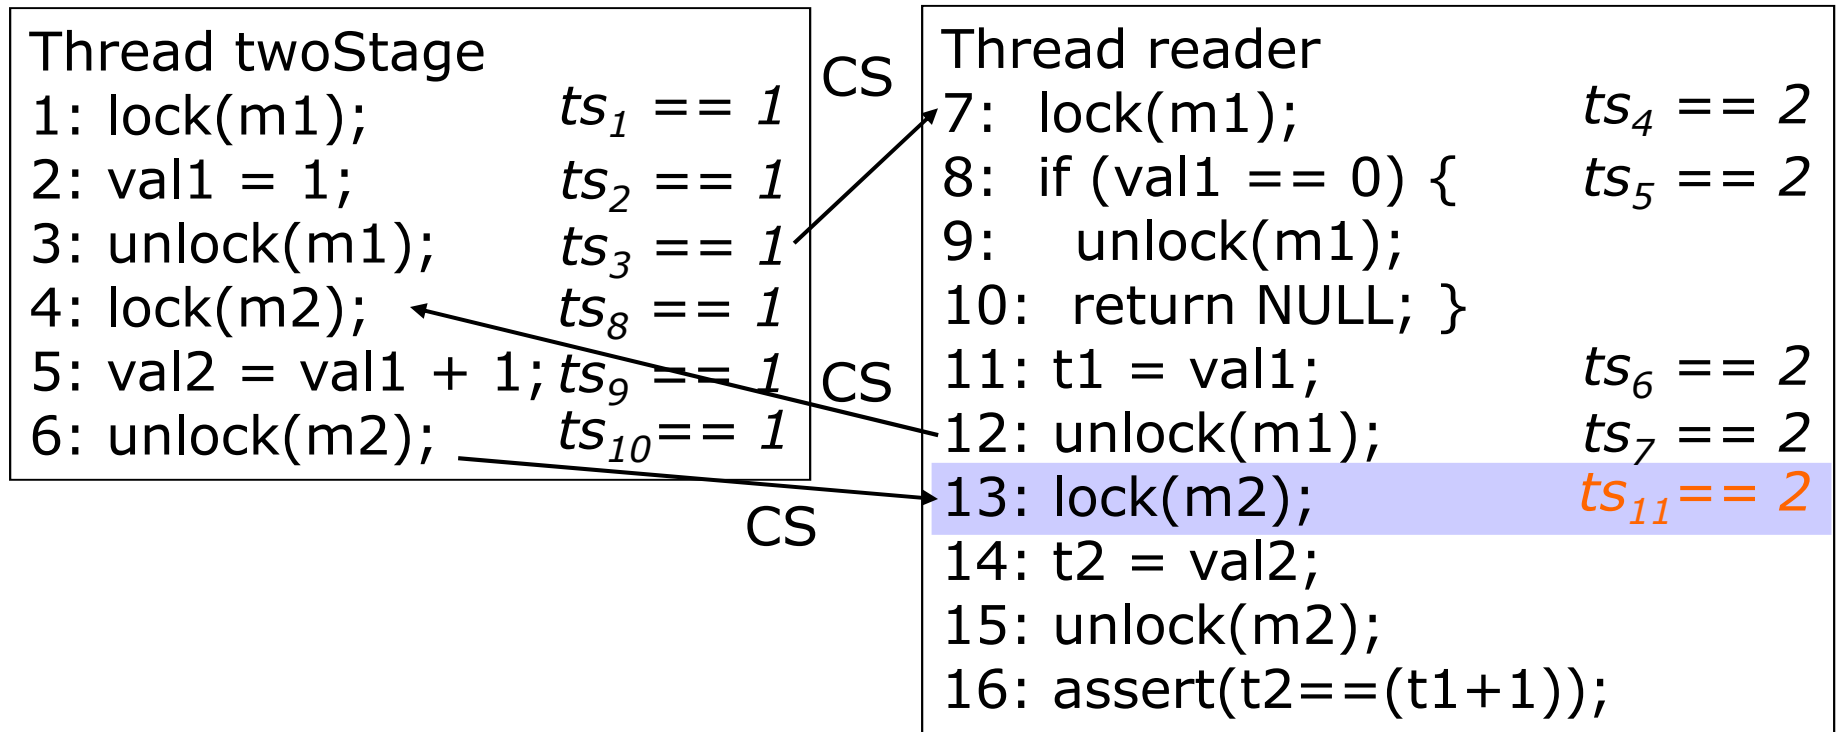 Thread twoStage
1: lock(m1); ts₁ == 1
2: val1 = 1; ts₂ == 1
3: unlock(m1); ts₃ == 1
4: lock(m2); ts₈ == 1
5: val2 = val1 + 1; ts₉ == 1
6: unlock(m2); ts₁₀== 1
CS
CS
CS
Thread reader
7: lock(m1); ts₄ == 2
8: if (val1 == 0) { ts₅ == 2
9: unlock(m1);
10: return NULL; }
11: t1 = val1; ts₆ == 2
12: unlock(m1); ts₇ == 2
13: lock(m2); ts₁₁== 2
14: t2 = val2;
15: unlock(m2);
16: assert(t2==(t1+1));